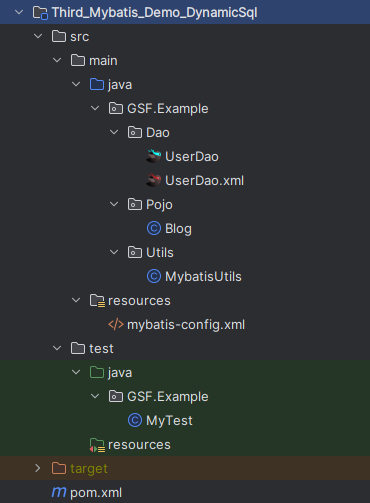 Third_Mybatis_Demo_DynamicSql
src
main
java
GSF.Example
Dao
UserDao
UserDao.xml
Pojo
Blog
Utils
MybatisUtils
resources
mybatis-config.xml
test
java
GSF.Example
MyTest
resources
target
pom.xml